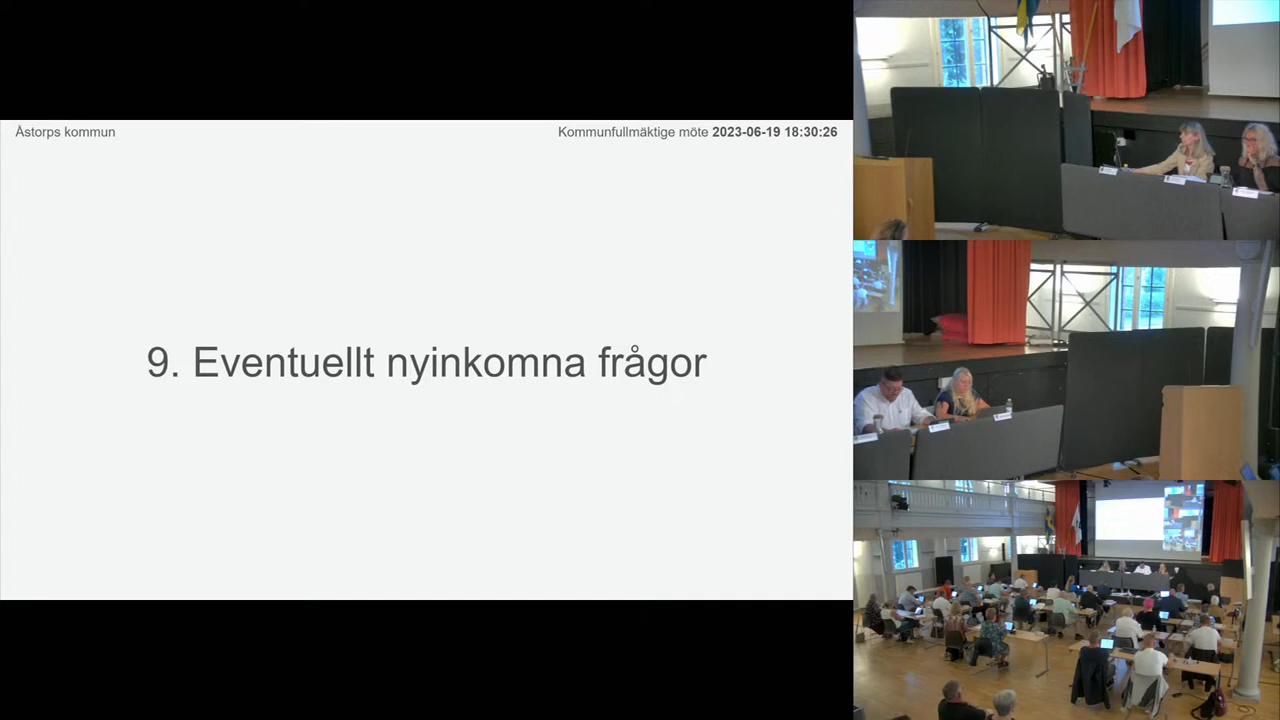 Åstorps kommun
Kommunfullmäktige möte 2023-06-19 18:30:26
9. Eventuellt nyinkomna frågor